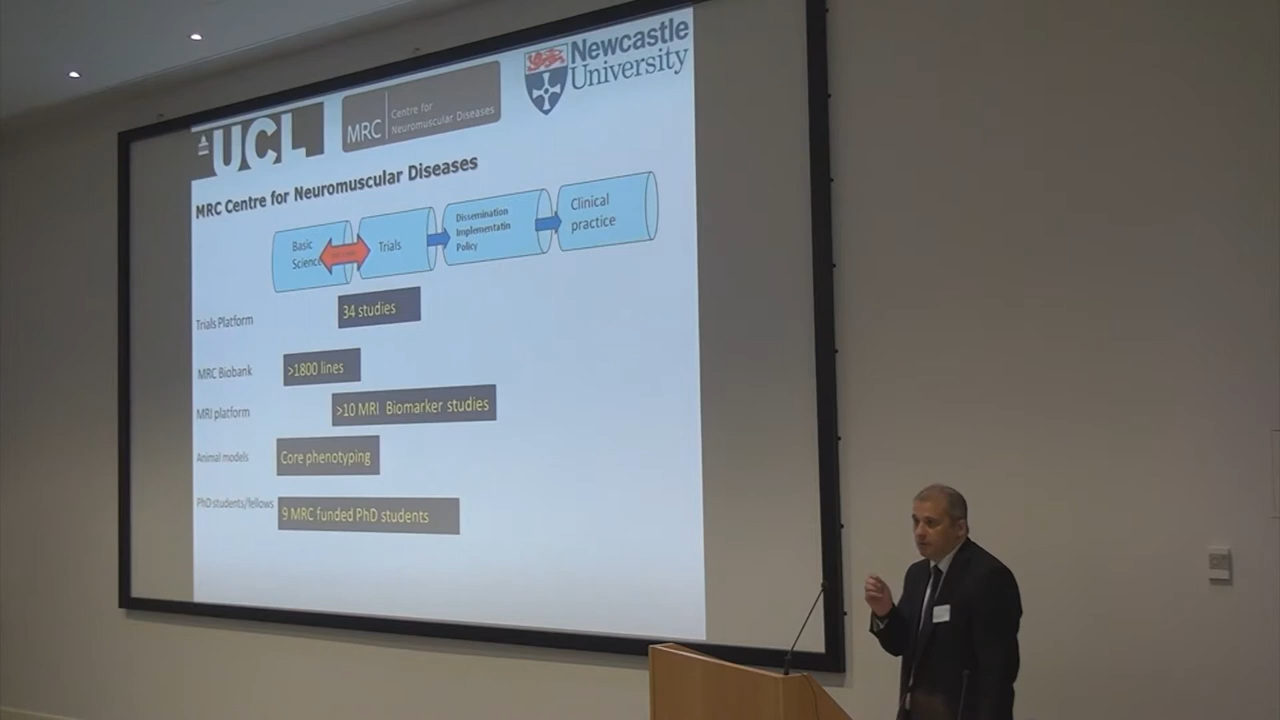 UCL
MRC
Centre for
Neuromuscular Diseases
Newcastle
University
MRC Centre for Neuromuscular Diseases
Basic
Science
Trials
Dissemination
Implementatin
Policy
Clinical
practice
Trials Platform
34 studies
MRC Biobank
>1800 lines
MRI platform
>10 MRI Biomarker studies
Animal models
Core phenotyping
PhD students/fellows
9 MRC funded PhD students